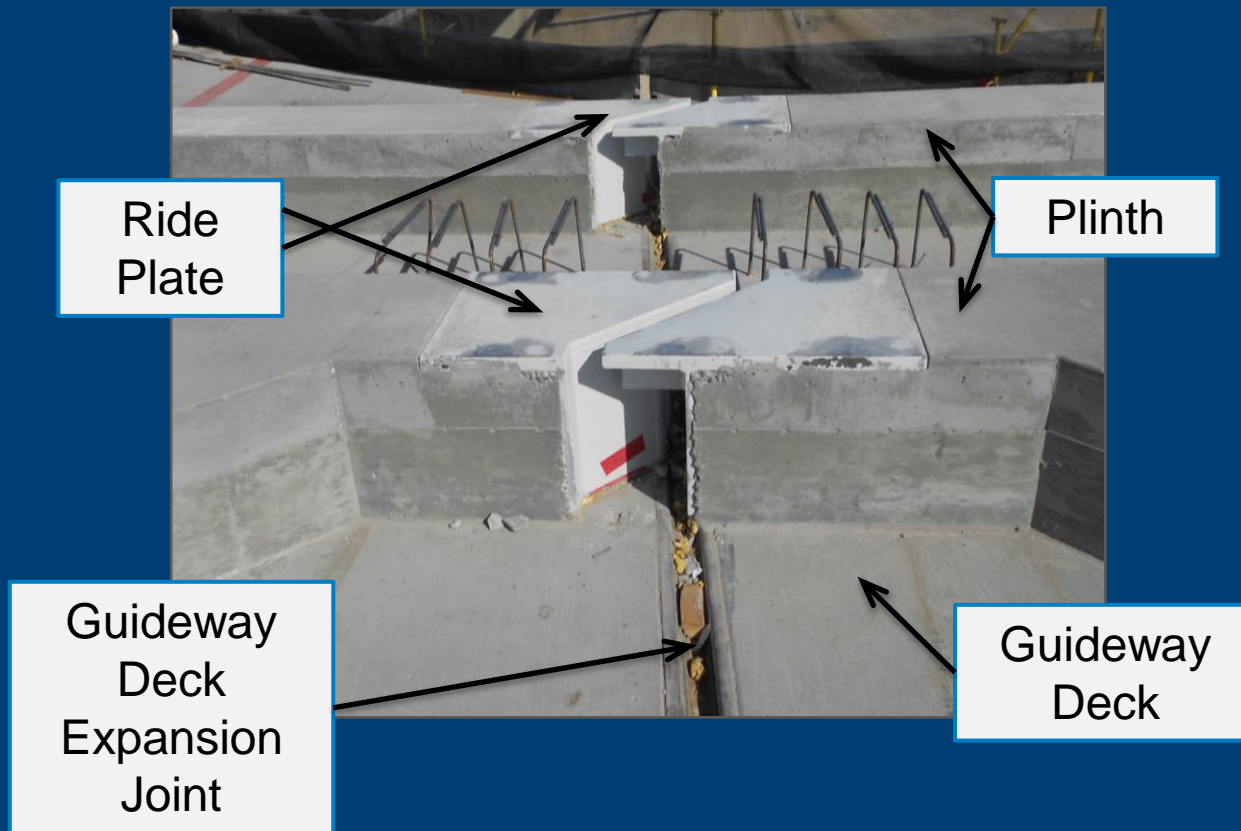 Ride
Plate
Plinth
Guideway
Deck
Expansion
Joint
Guideway
Deck